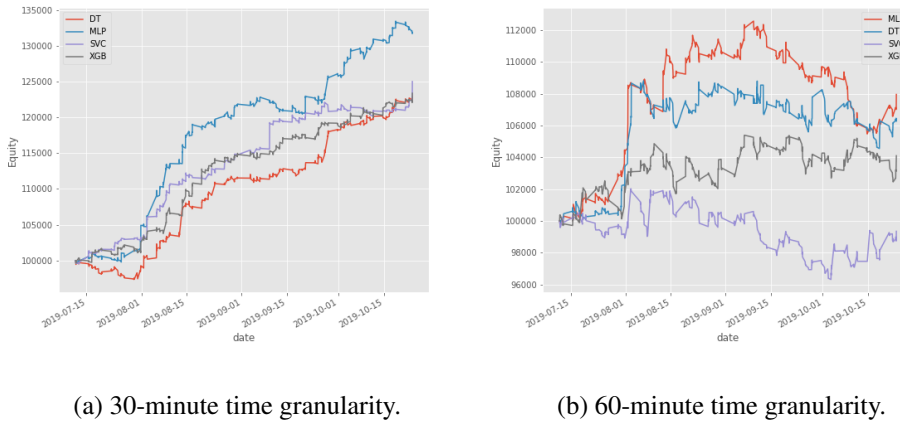 135000
130000
125000
120000
115000
110000
105000
100000
Equity
DT
MLP
SVC
XGB
2019-07-15
2019-08-01
2019-08-15
2019-09-01
2019-09-15
2019-10-01
2019-10-15
date
112000
110000
108000
106000
104000
102000
100000
98000
96000
Equity
DT
SVC
2019-07-15
2019-08-01
2019-08-15
2019-09-01
2019-09-15
2019-10-01
2019-10-15
date
(a) 30-minute time granularity.
(b) 60-minute time granularity.